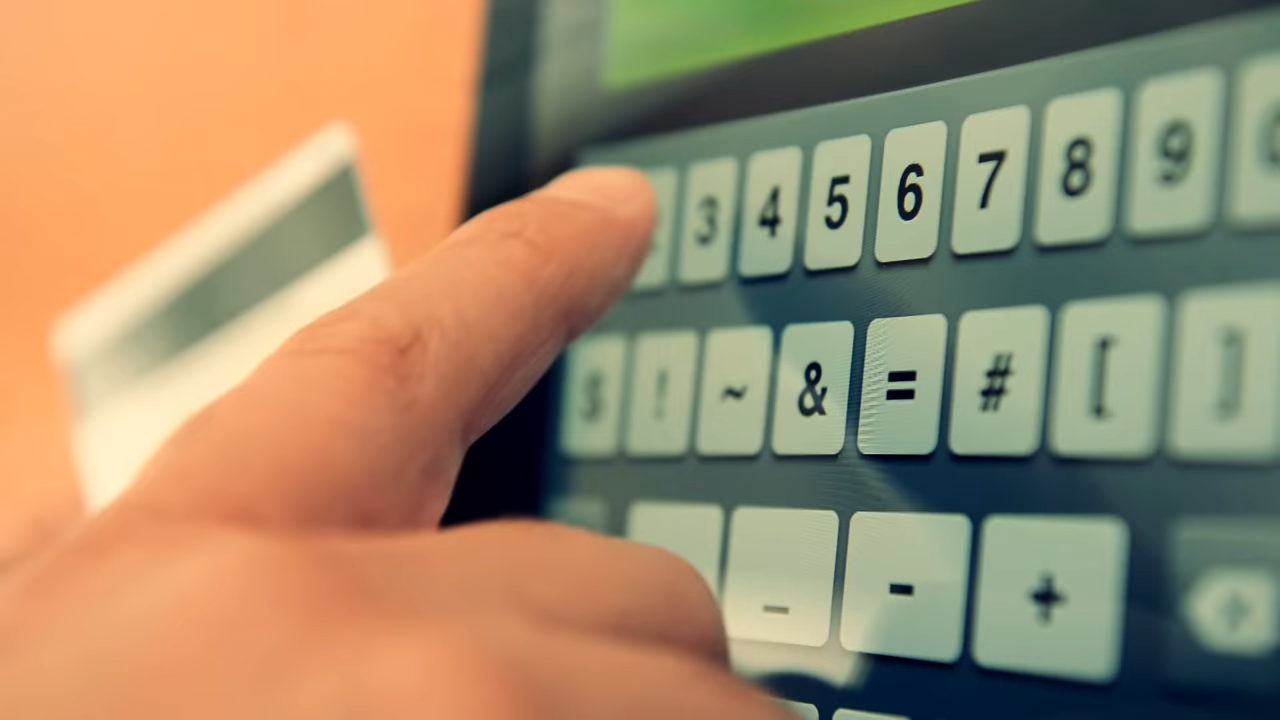 3 4 5 6 7 8 9
! ~ & = # [ ]
_ - +